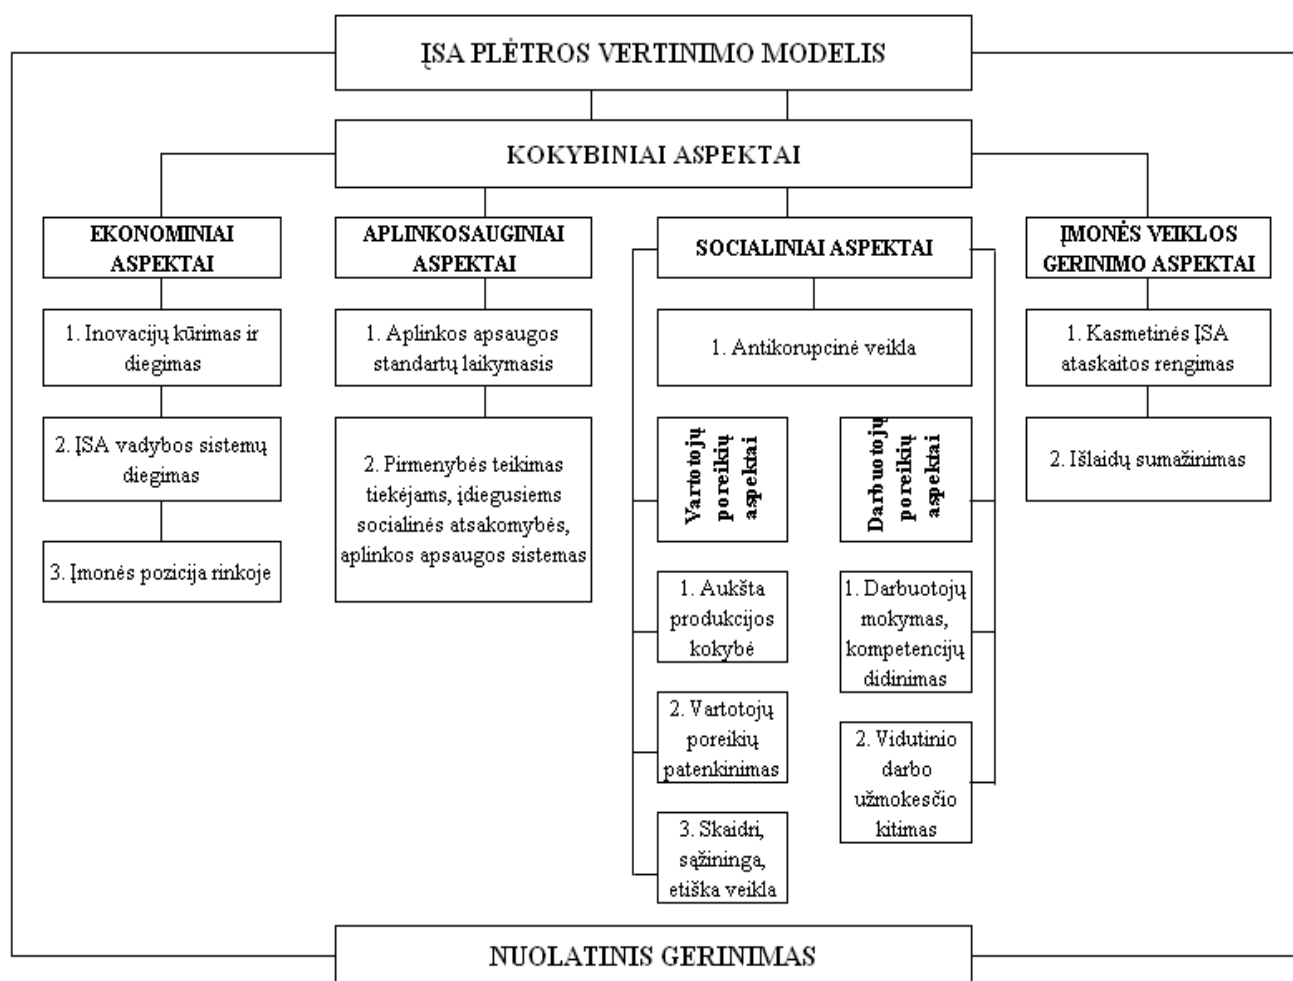 ĮSA PLĖTROS VERTINIMO MODELIS
KOKYBINIAI ASPEKTAI
EKONOMINIAI
ASPEKTAI
1. Inovacijų kūrimas ir
diegimas
2. ĮSA vadybos sistemų
diegimas
3. Įmonės pozicija rinkoje
APLINKOSAUGINIAI
ASPEKTAI
1. Aplinkos apsaugos
standartų laikymasis
2. Pirmenybės teikimas
tiekėjams, įdiegusiems
socialinės atsakomybės,
aplinkos apsaugos sistemas
SOCIALINIAI ASPEKTAI
1. Antikorupcinė veikla
Vartotojų
poreikių
aspektai
1. Aukšta
produkcijos
kokybė
2. Vartotojų
poreikių
patenkinimas
3. Skaidri,
sąžininga,
etiška veikla
Darbuotojų
poreikių
aspektai
1. Darbuotojų
mokymas,
kompetencijų
didinimas
2. Vidutinio
darbo
užmokesčio
kitimas
ĮMONĖS VEIKLOS
GERINIMO ASPEKTAI
1. Kasmetinės ĮSA
ataskaitos rengimas
2. Išlaidų sumažinimas
NUOLATINIS GERINIMAS